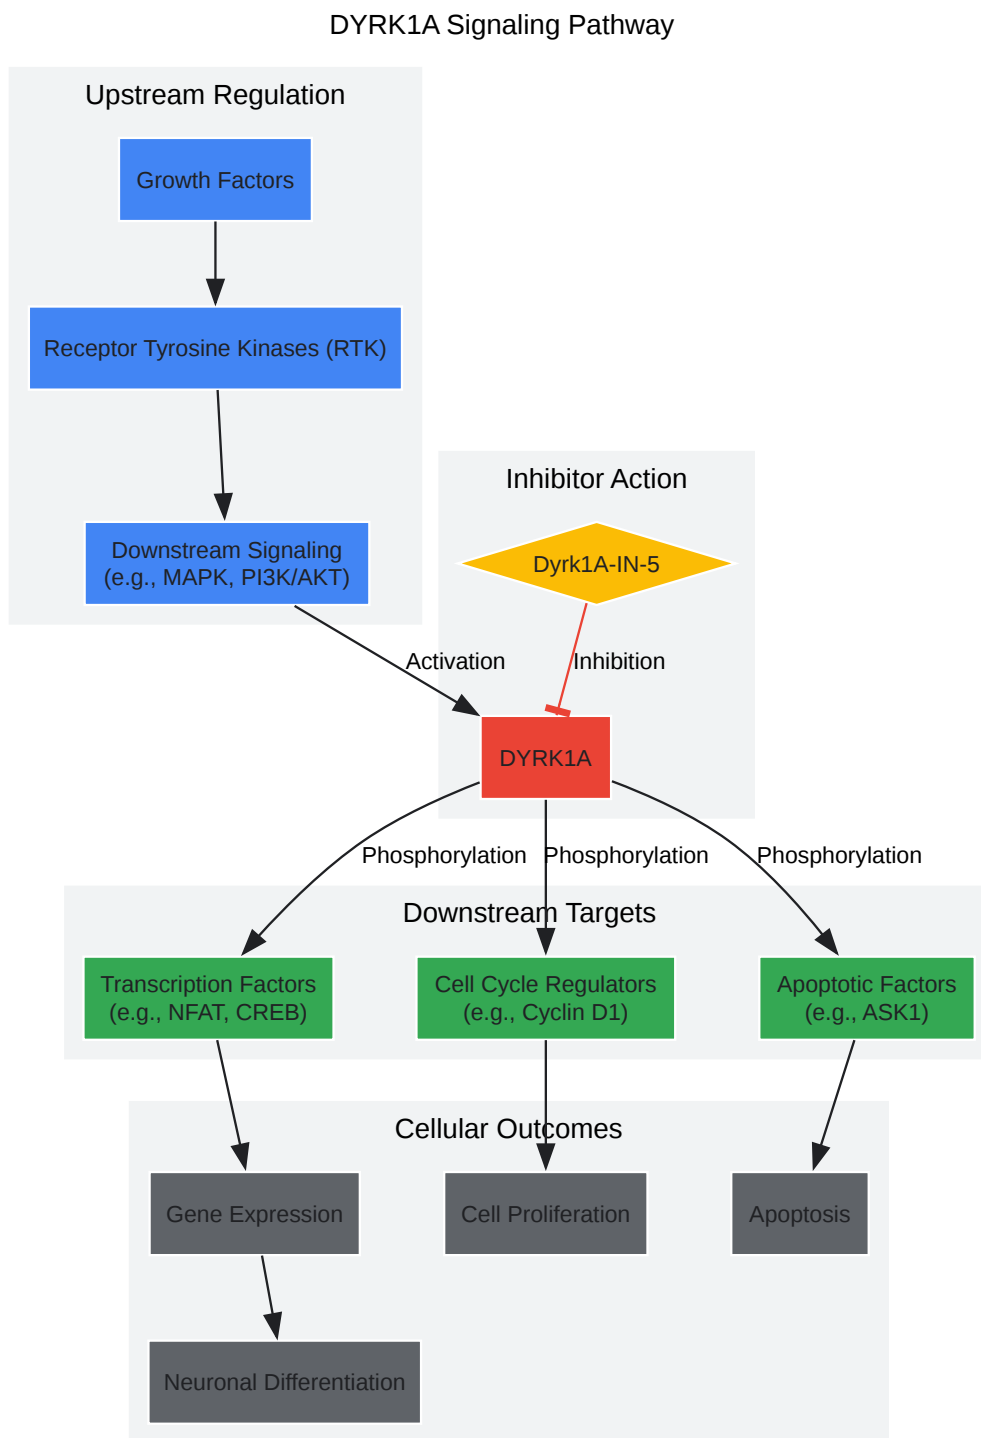 DYRK1A Signaling Pathway
Upstream Regulation
Growth Factors
Receptor Tyrosine Kinases (RTK)
Downstream Signaling
(e.g., MAPK, PI3K/AKT)
Inhibitor Action
Dyrk1A-IN-5
Activation
Inhibition
DYRK1A
Phosphorylation
Phosphorylation
Phosphorylation
Downstream Targets
Transcription Factors
(e.g., NFAT, CREB)
Cell Cycle Regulators
(e.g., Cyclin D1)
Apoptotic Factors
(e.g., ASK1)
Cellular Outcomes
Gene Expression
Cell Proliferation
Apoptosis
Neuronal Differentiation